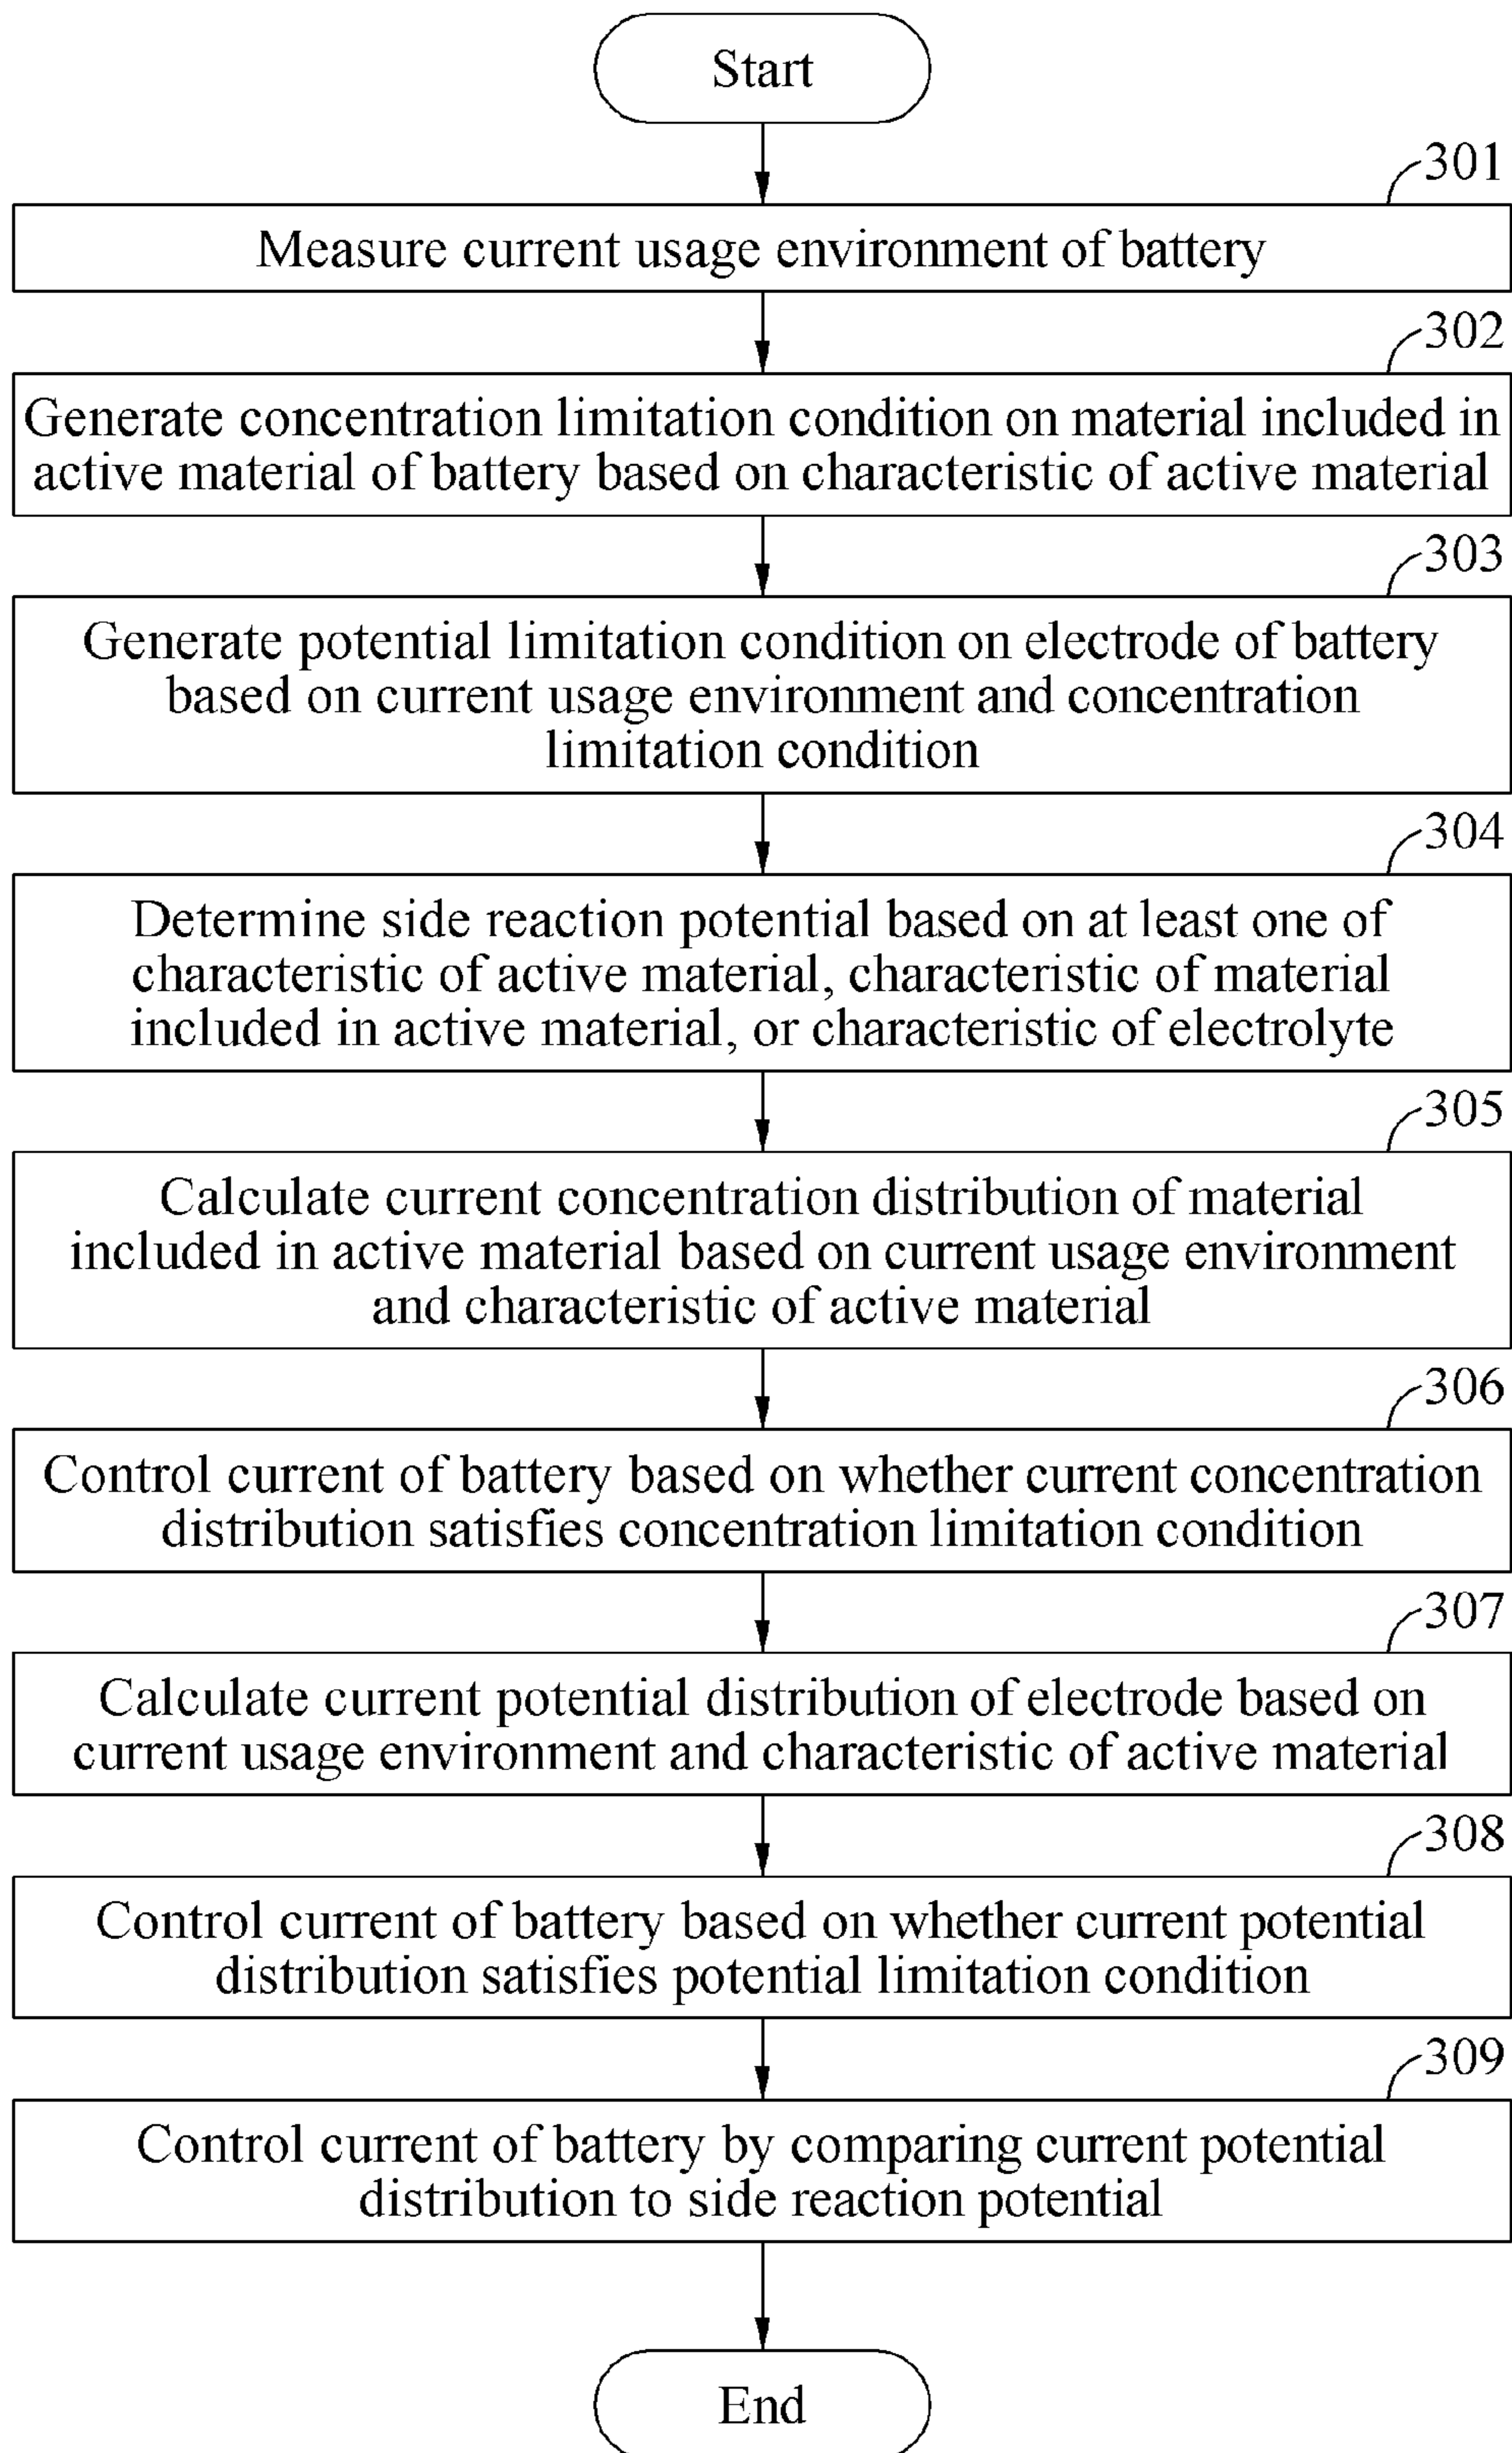 Start
301
Measure current usage environment of battery
302
Generate concentration limitation condition on material included in
active material of battery based on characteristic of active material
303
Generate potential limitation condition on electrode of battery
based on current usage environment and concentration
limitation condition
304
Determine side reaction potential based on at least one of
characteristic of active material, characteristic of material
included in active material, or characteristic of electrolyte
305
Calculate current concentration distribution of material
included in active material based on current usage environment
and characteristic of active material
306
Control current of battery based on whether current concentration
distribution satisfies concentration limitation condition
307
Calculate current potential distribution of electrode based on
current usage environment and characteristic of active material
308
Control current of battery based on whether current potential
distribution satisfies potential limitation condition
309
Control current of battery by comparing current potential
distribution to side reaction potential
End